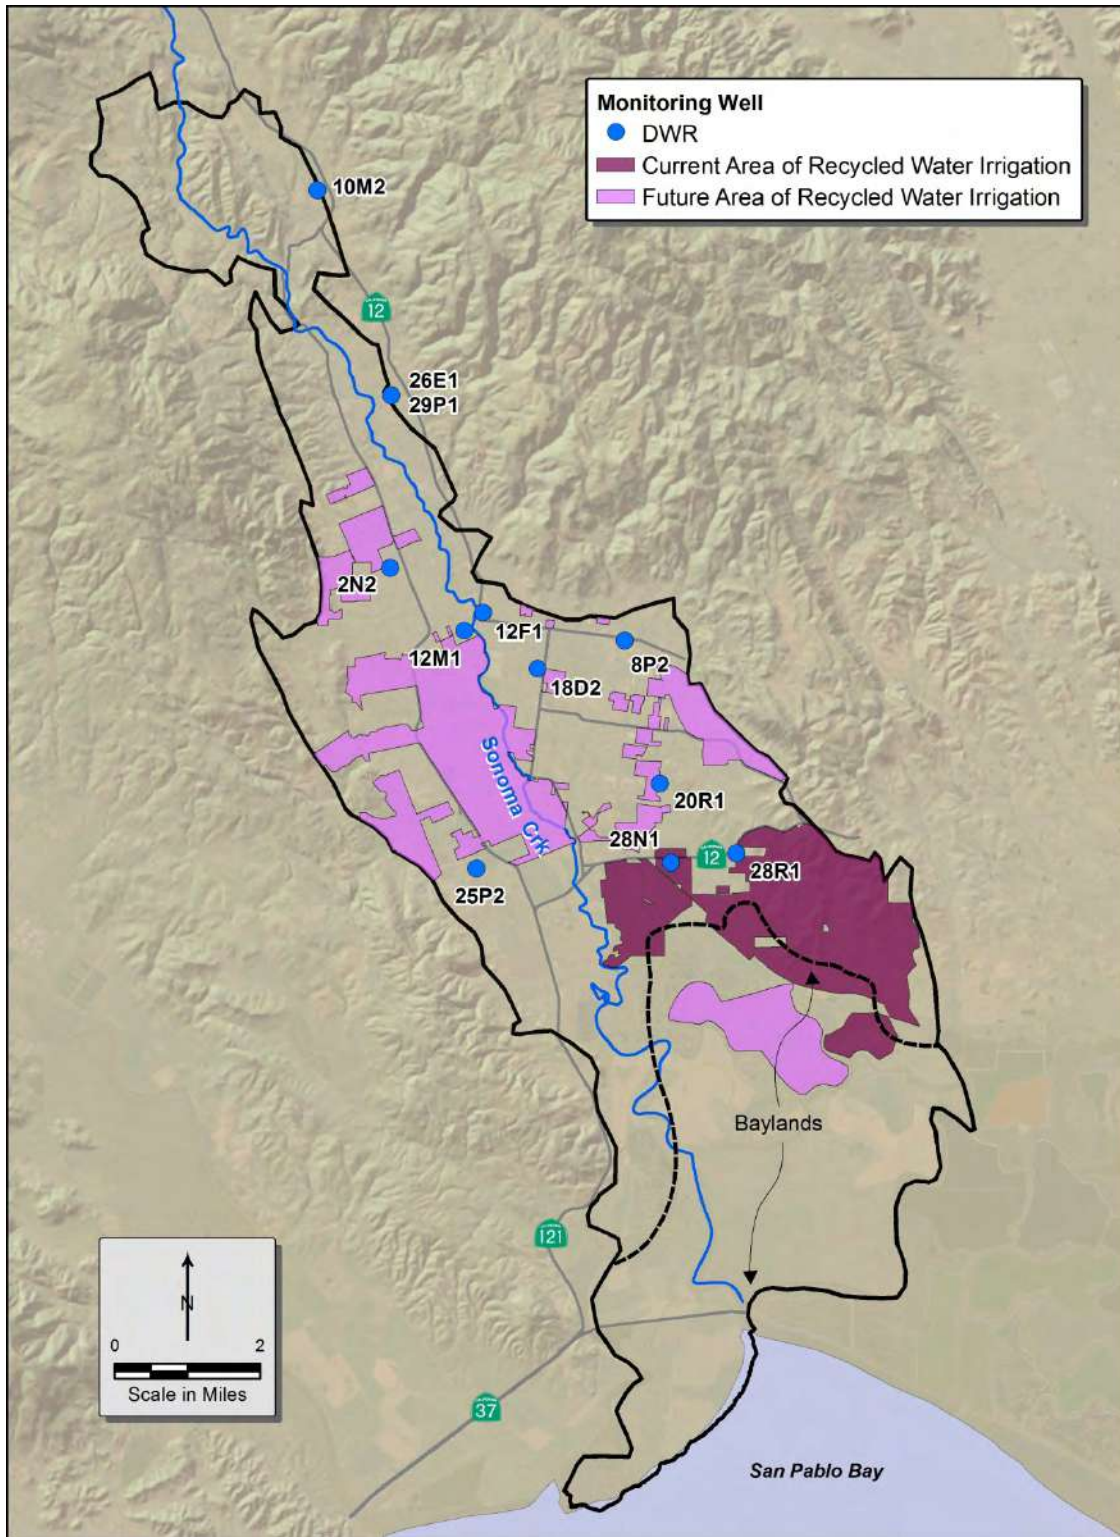 Monitoring Well
DWR
Current Area of Recycled Water Irrigation
Future Area of Recycled Water Irrigation
10M2
12
26E1
29P1
2N2
12F1
12M1
8P2
18D2
Sonoma Crk.
20R1
28N1
12
28R1
25P2
Baylands
121
N
0 2
Scale in Miles
37
San Pablo Bay